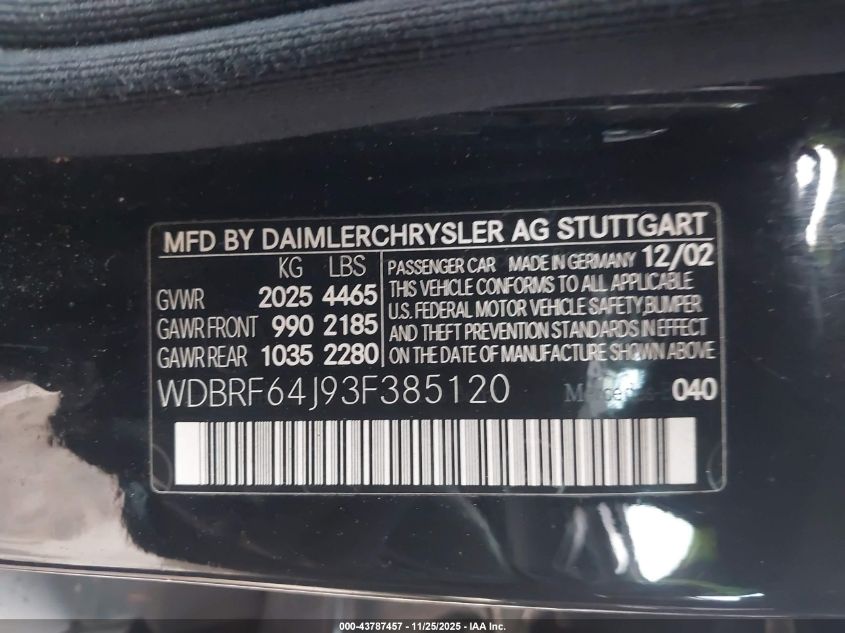 MFD BY DAIMLERCHRYSLER AG STUTTGART
KG LBS
GVWR 2025 4465
GAWR FRONT 990 2185
GAWR REAR 1035 2280
PASSENGER CAR MADE IN GERMANY 12/02
THIS VEHICLE CONFORMS TO ALL APPLICABLE
U.S. FEDERAL MOTOR VEHICLE SAFETY,BUMPER
AND THEFT PREVENTION STANDARDS IN EFFECT
ON THE DATE OF MANUFACTURE SHOWN ABOVE
WDBRF64J93F385120 040
000-43787457 - 11/25/2025 - IAA Inc.